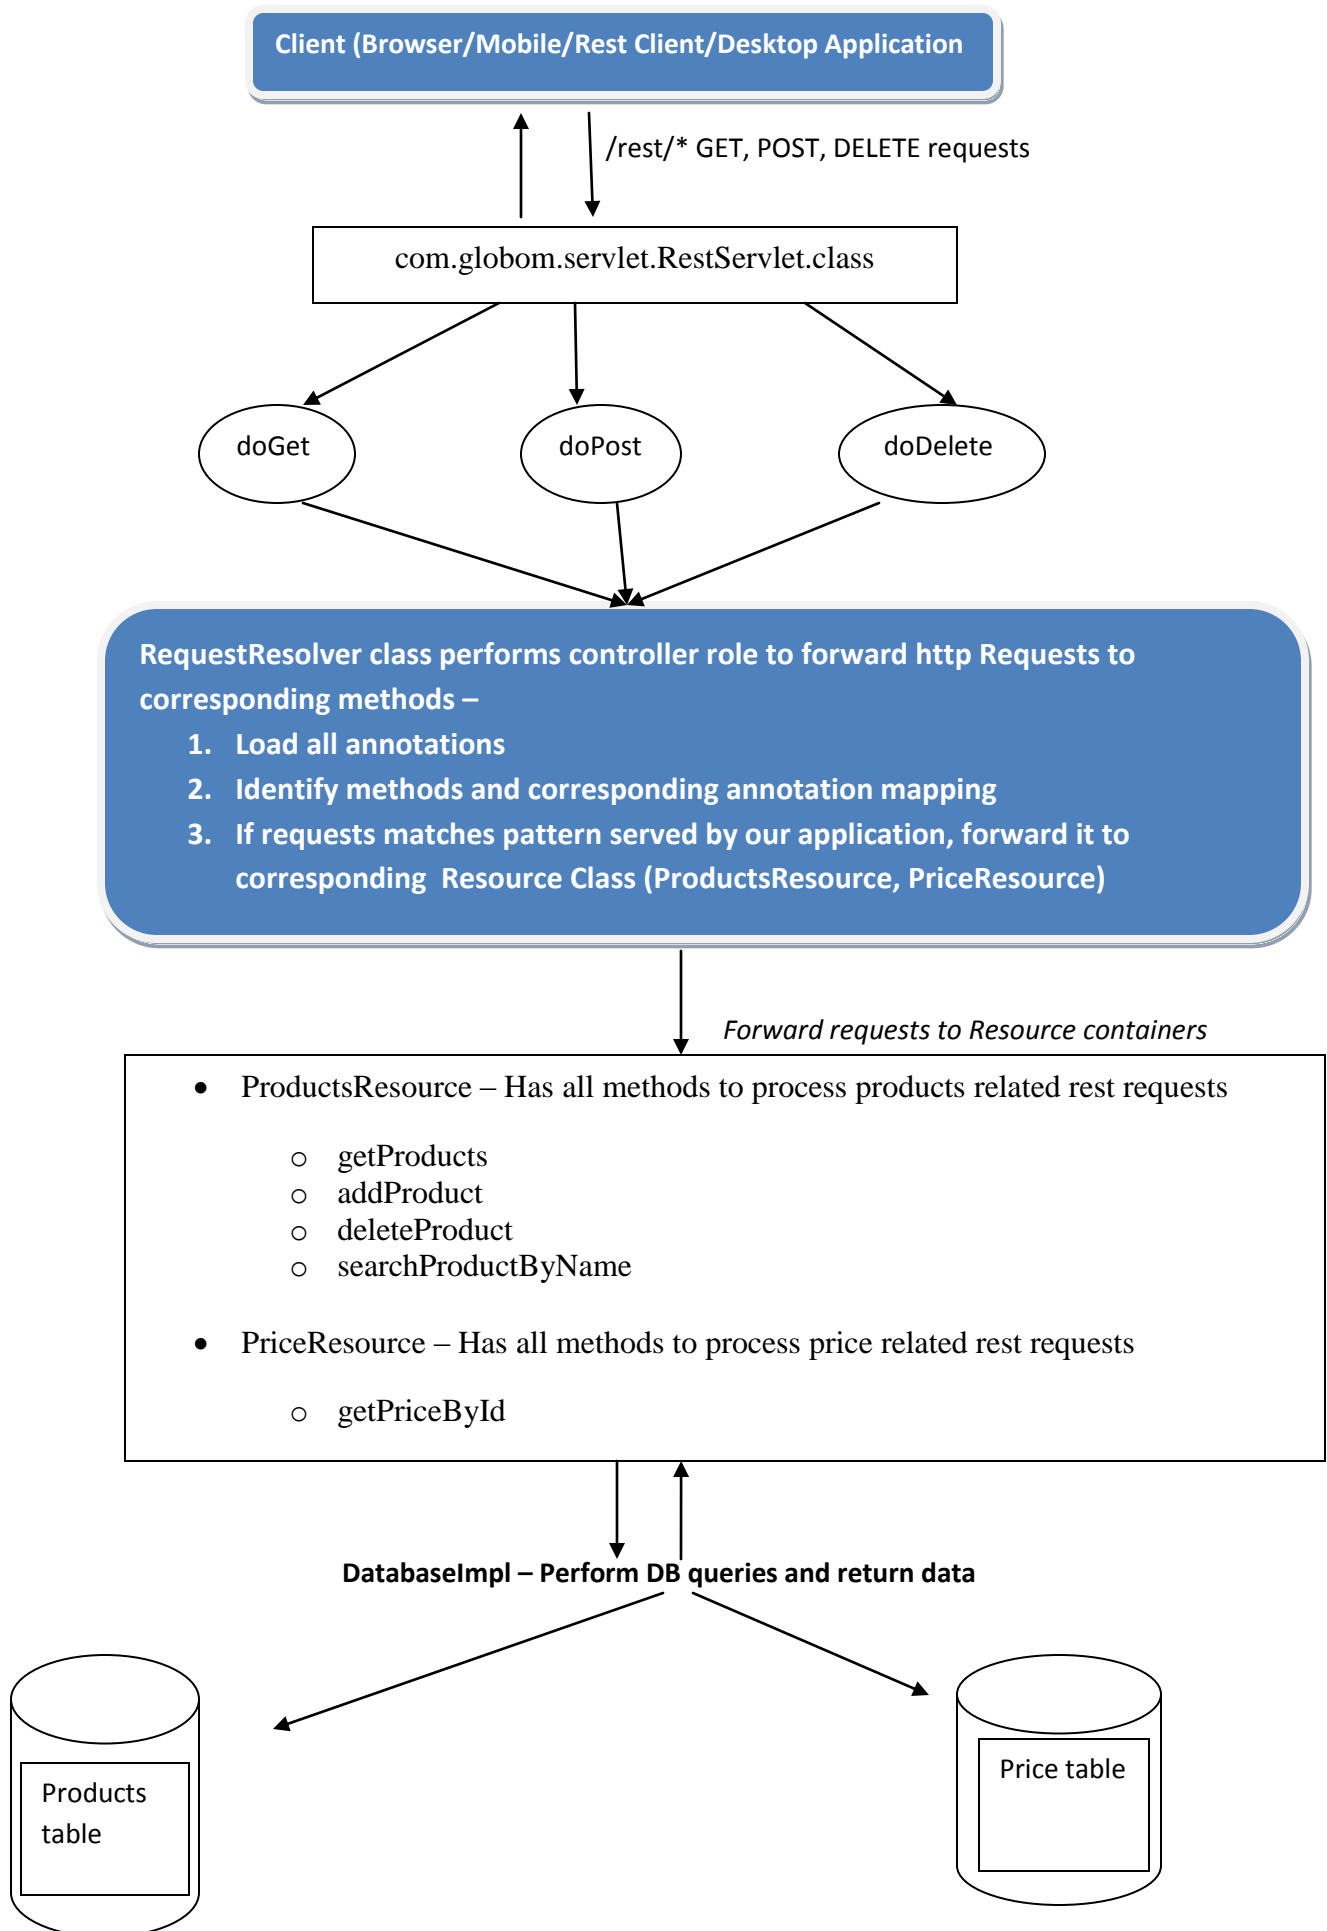 Client (Browser/Mobile/Rest Client/Desktop Application
/rest/* GET, POST, DELETE requests
com.globom.servlet.RestServlet.class
doGet
doPost
doDelete
RequestResolver class performs controller role to forward http Requests to
corresponding methods –
1. Load all annotations
2. Identify methods and corresponding annotation mapping
3. If requests matches pattern served by our application, forward it to
corresponding Resource Class (ProductsResource, PriceResource)
Forward requests to Resource containers
• ProductsResource – Has all methods to process products related rest requests
o getProducts
o addProduct
o deleteProduct
o searchProductByName
• PriceResource – Has all methods to process price related rest requests
o getPriceById
DatabaseImpl – Perform DB queries and return data
Products
table
Price table